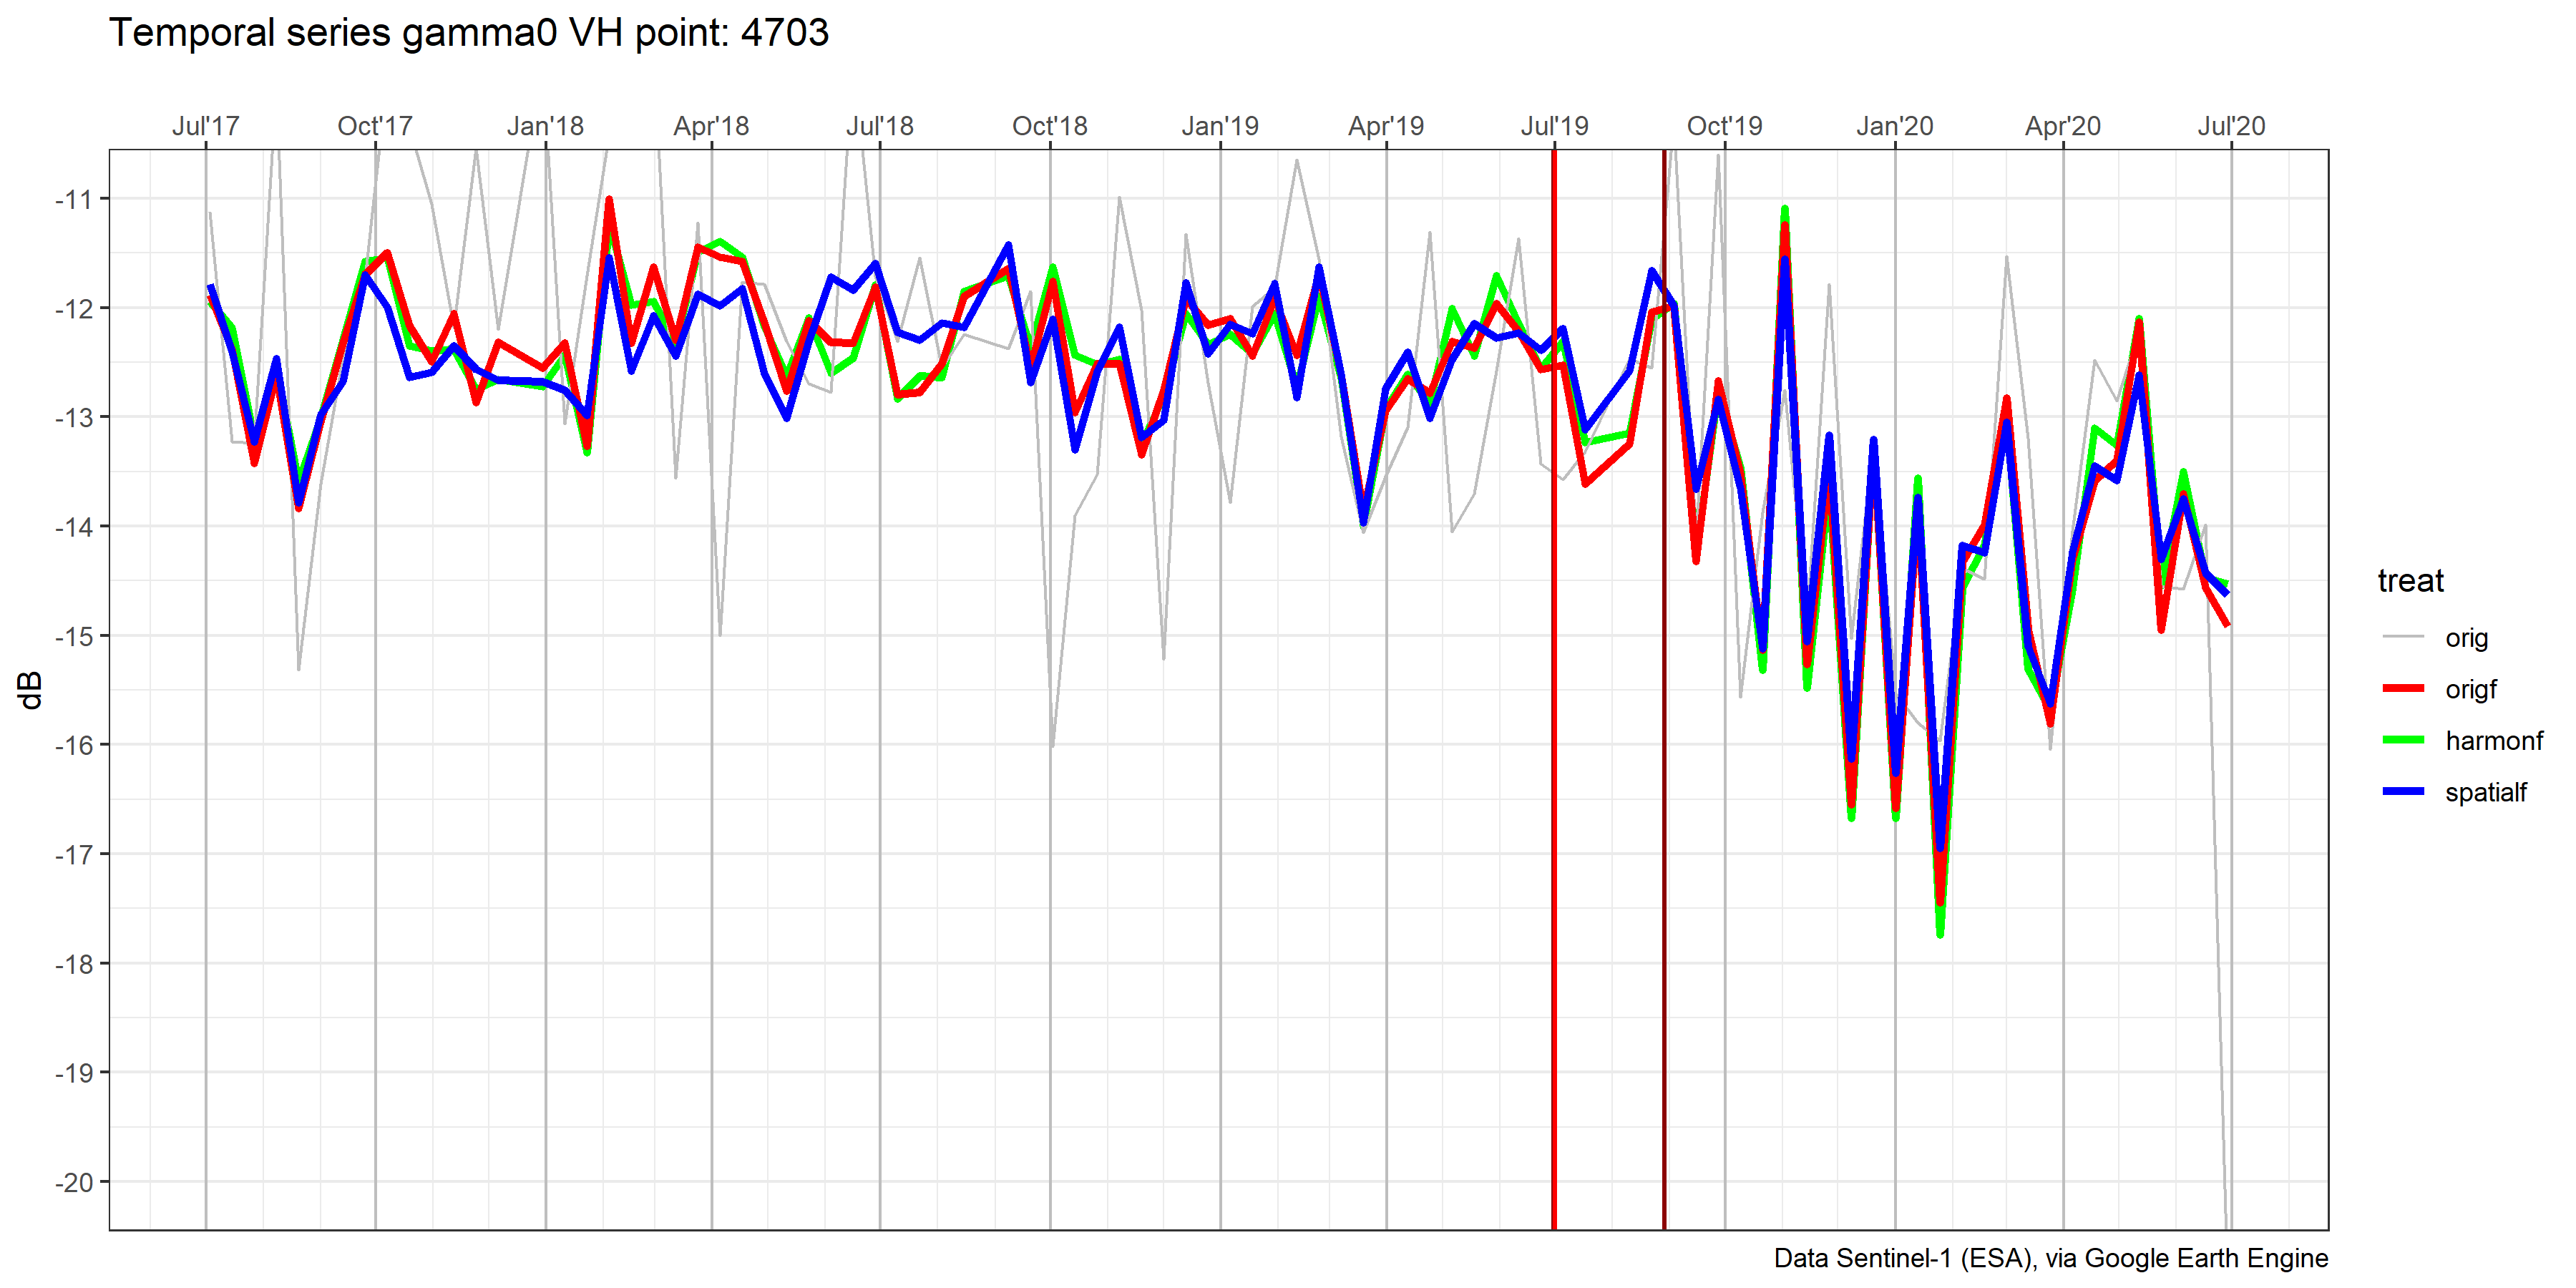 Temporal series gamma0 VH point: 4703
Jul'17 Oct'17 Jan'18 Apr'18 Jul'18 Oct'18 Jan'19 Apr'19 Jul'19 Oct'19 Jan'20 Apr'20 Jul'20
-11
-12
-13
-14
-15
-16
-17
-18
-19
-20
dB
treat
orig
origf
harmonf
spatialf
Data Sentinel-1 (ESA), via Google Earth Engine